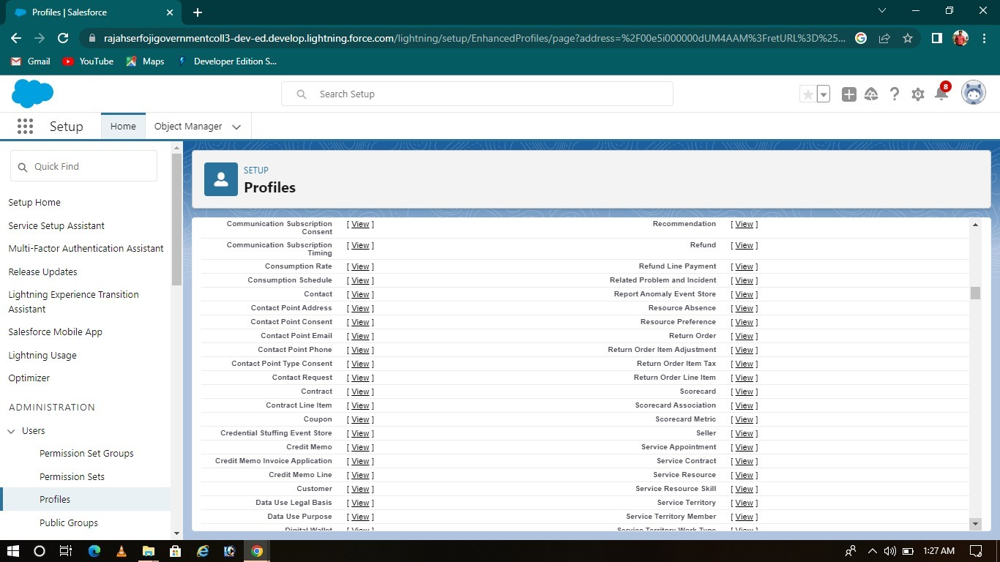 Profiles | Salesforce
rajahserfojigovernmentcoll3-dev-ed.develop.lightning.force.com/lightning/setup/EnhancedProfiles/page?address=%2F00e5i000000dUM4AAM%3FretURL%3D%25...
Gmail YouTube Maps Developer Edition S...
Search Setup
8
Setup Home Object Manager
Quick Find
Setup Home
Service Setup Assistant
Multi-Factor Authentication Assistant
Release Updates
Lightning Experience Transition
Assistant
Salesforce Mobile App
Lightning Usage
Optimizer
ADMINISTRATION
Users
Permission Set Groups
Permission Sets
Profiles
Public Groups
SETUP
Profiles
Communication Subscription [ View ] Recommendation [ View ]
Consent
Communication Subscription [ View ] Refund [ View ]
Timing
Consumption Rate [ View ] Refund Line Payment [ View ]
Consumption Schedule [ View ] Related Problem and Incident [ View ]
Contact [ View ] Report Anomaly Event Store [ View ]
Contact Point Address [ View ] Resource Absence [ View ]
Contact Point Consent [ View ] Resource Preference [ View ]
Contact Point Email [ View ] Return Order [ View ]
Contact Point Phone [ View ] Return Order Item Adjustment [ View ]
Contact Point Type Consent [ View ] Return Order Item Tax [ View ]
Contact Request [ View ] Return Order Line Item [ View ]
Contract [ View ] Scorecard [ View ]
Contract Line Item [ View ] Scorecard Association [ View ]
Coupon [ View ] Scorecard Metric [ View ]
Credential Stuffing Event Store [ View ] Seller [ View ]
Credit Memo [ View ] Service Appointment [ View ]
Credit Memo Invoice Application [ View ] Service Contract [ View ]
Credit Memo Line [ View ] Service Resource [ View ]
Customer [ View ] Service Resource Skill [ View ]
Data Use Legal Basis [ View ] Service Territory [ View ]
Data Use Purpose [ View ] Service Territory Member [ View ]
Digital Wallet [ View ] Service Territory Work Type [ View ]
1:27 AM